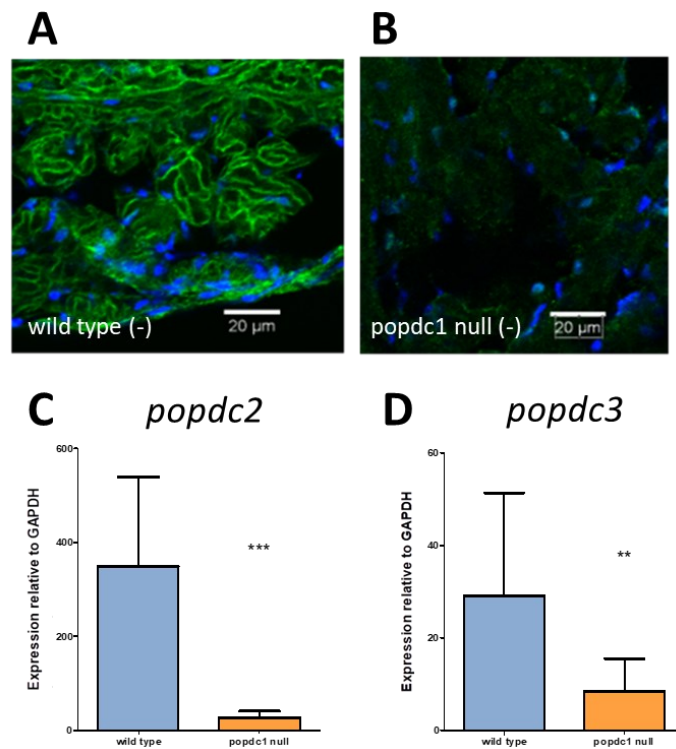 A
B
wild type (-)
20 µm
popdc1 null (-)
20 µm
C
popdc2
D
popdc3
Expression relative to GAPDH
600
400
200
0
***
wild type
popdc1 null
Expression relative to GAPDH
60
40
20
0
**
wild type
popdc1 null